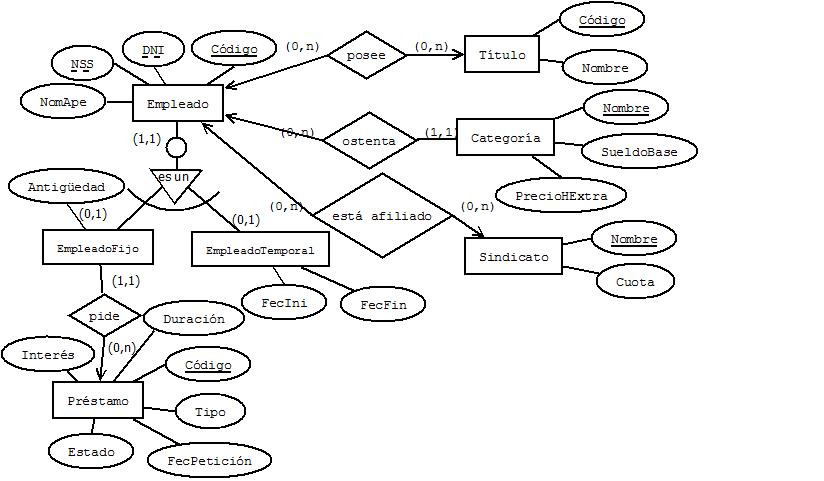 Código
DNI
Código
(0,n)
(0,n)
posee
Título
NSS
Nombre
NomApe
Empleado
Nombre
(1,1)
(0,n)
(1,1)
ostenta
Categoría
SueldoBase
es un
Antigüedad
PrecioHExtra
(0,1)
(0,1)
(0,n)
está afiliado
(0,n)
Nombre
EmpleadoFijo
EmpleadoTemporal
Sindicato
(1,1)
Cuota
FecIni
FecFin
pide
Duración
(0,n)
Interés
Código
Préstamo
Tipo
Estado
FecPetición